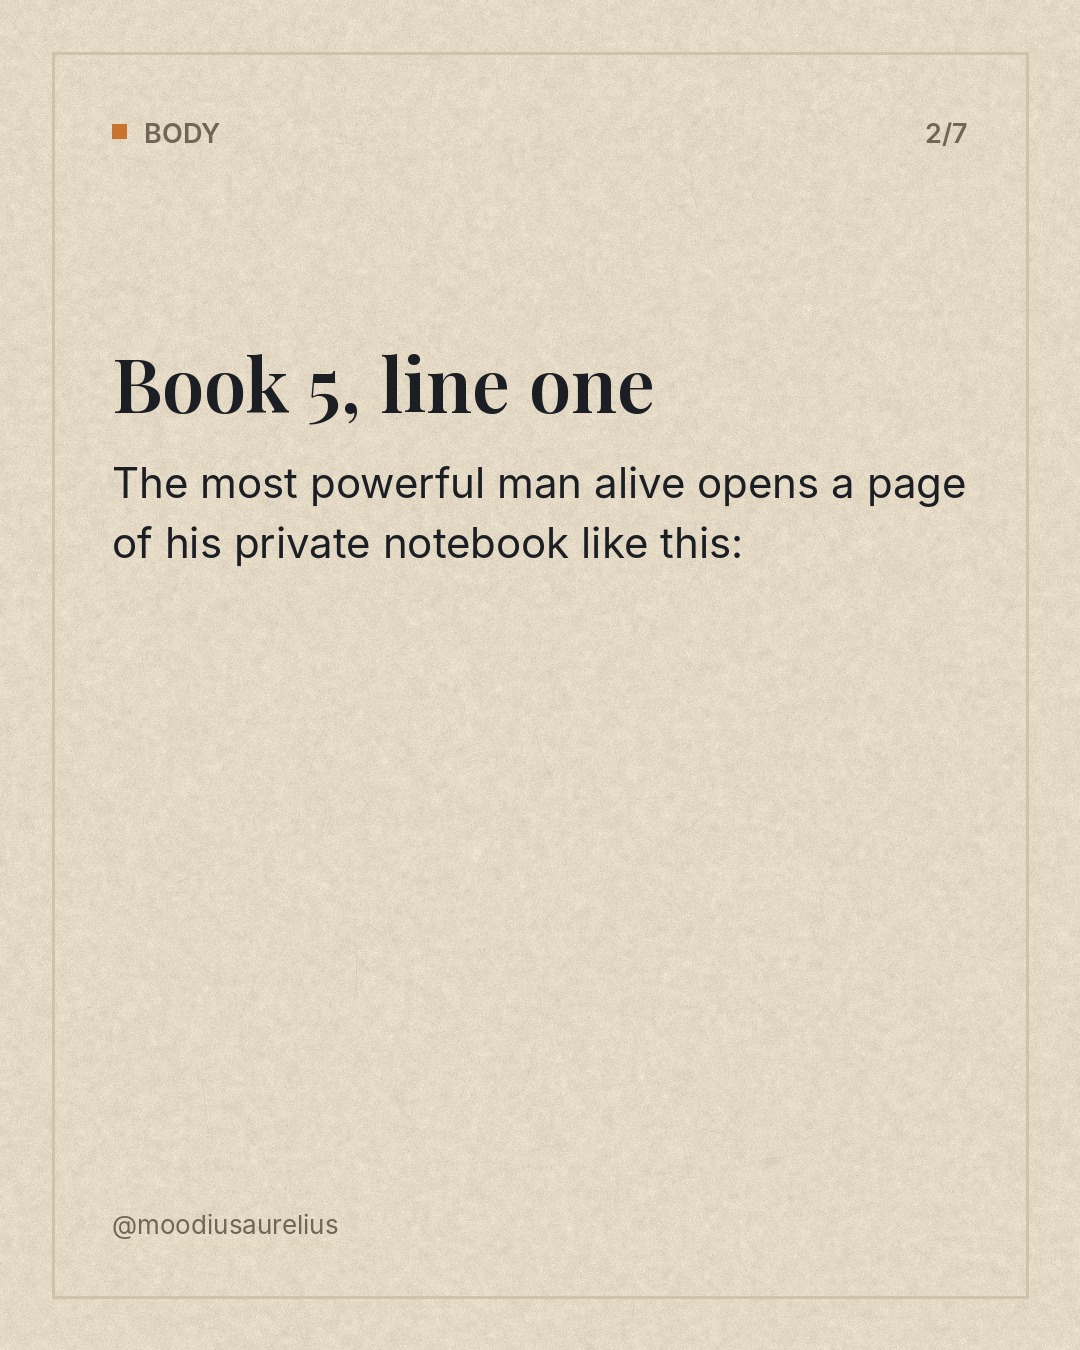 BODY
2/7
Book 5, line one
The most powerful man alive opens a page
of his private notebook like this:
@moodiusaurelius